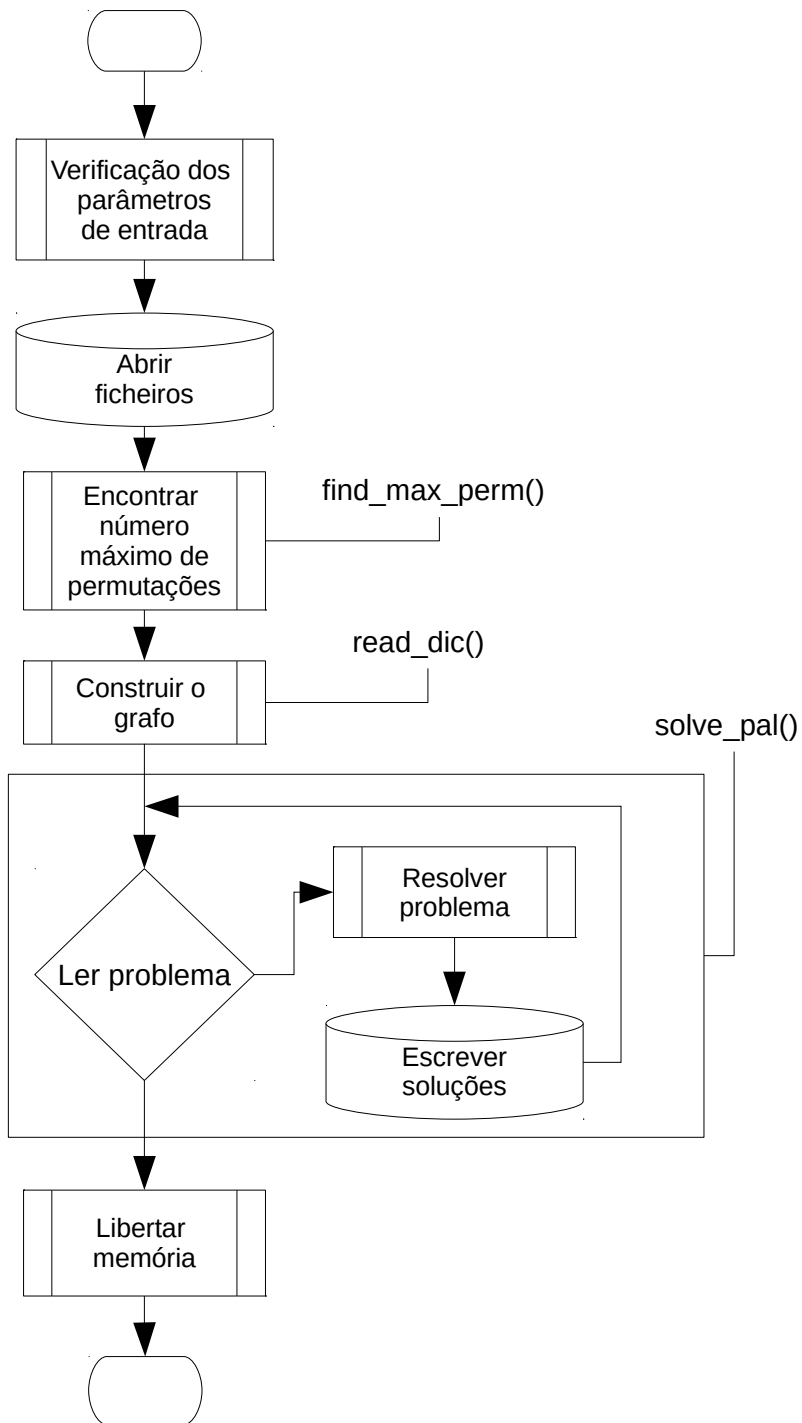 Verificação dos
parâmetros
de entrada
Abrir
ficheiros
Encontrar
número
máximo de
permutações
find_max_perm()
read_dic()
Construir o
grafo
solve_pal()
Resolver
problema
Ler problema
Escrever
soluções
Libertar
memória